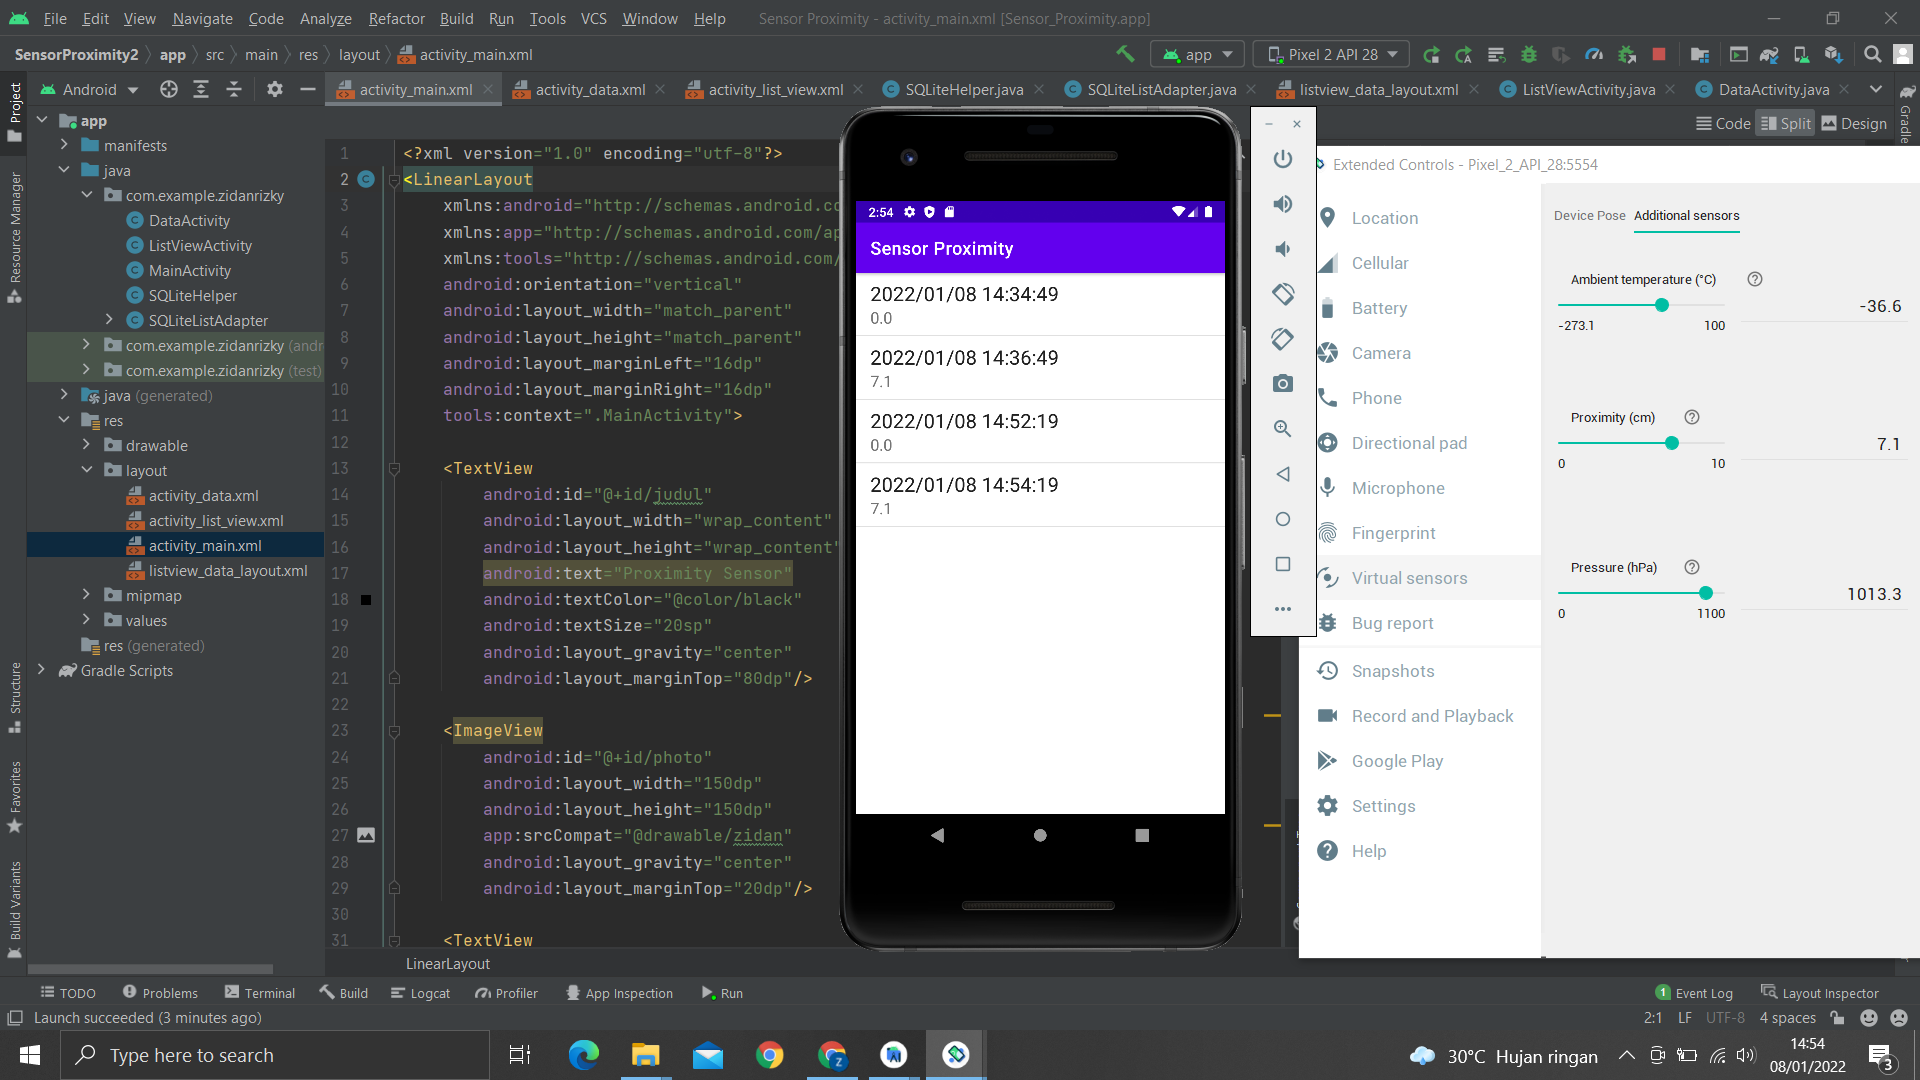 File Edit View Navigate Code Analyze Refactor Build Run Tools VCS Window Help Sensor Proximity - activity_main.xml [Sensor_Proximity.app]
SensorProximity2 app src main res layout activity_main.xml app Pixel 2 API 28
Android activity_main.xml activity_data.xml activity_list_view.xml SQLiteHelper.java SQLiteListAdapter.java listview_data_layout.xml ListViewActivity.java DataActivity.java
Code Split Design
Project
Resource Manager
Structure
Favorites
Build Variants
Gradle
app
manifests
java
com.example.zidanrizky
DataActivity
ListViewActivity
MainActivity
SQLiteHelper
SQLiteListAdapter
com.example.zidanrizky (andr
com.example.zidanrizky (test)
java (generated)
res
drawable
layout
activity_data.xml
activity_list_view.xml
activity_main.xml
listview_data_layout.xml
mipmap
values
res (generated)
Gradle Scripts
1 <?xml version="1.0" encoding="utf-8"?>
2 <LinearLayout
3 xmlns:android="http://schemas.android.co
4 xmlns:app="http://schemas.android.com/ap
5 xmlns:tools="http://schemas.android.com/
6 android:orientation="vertical"
7 android:layout_width="match_parent"
8 android:layout_height="match_parent"
9 android:layout_marginLeft="16dp"
10 android:layout_marginRight="16dp"
11 tools:context=".MainActivity">
12
13 <TextView
14 android:id="@+id/judul"
15 android:layout_width="wrap_content"
16 android:layout_height="wrap_content"
17 android:text="Proximity Sensor"
18 android:textColor="@color/black"
19 android:textSize="20sp"
20 android:layout_gravity="center"
21 android:layout_marginTop="80dp"/>
22
23 <ImageView
24 android:id="@+id/photo"
25 android:layout_width="150dp"
26 android:layout_height="150dp"
27 app:srcCompat="@drawable/zidan"
28 android:layout_gravity="center"
29 android:layout_marginTop="20dp"/>
30
31 <TextView
LinearLayout
2:54
Sensor Proximity
2022/01/08 14:34:49
0.0
2022/01/08 14:36:49
7.1
2022/01/08 14:52:19
0.0
2022/01/08 14:54:19
7.1
Extended Controls - Pixel_2_API_28:5554
Location
Cellular
Battery
Camera
Phone
Directional pad
Microphone
Fingerprint
Virtual sensors
Bug report
Snapshots
Record and Playback
Google Play
Settings
Help
Device Pose Additional sensors
Ambient temperature (°C)
-36.6
-273.1 100
Proximity (cm)
7.1
0 10
Pressure (hPa)
1013.3
0 1100
TODO Problems Terminal Build Logcat Profiler App Inspection Run 1 Event Log Layout Inspector
Launch succeeded (3 minutes ago) 2:1 LF UTF-8 4 spaces
Type here to search Z 30°C Hujan ringan 14:54
08/01/2022 3